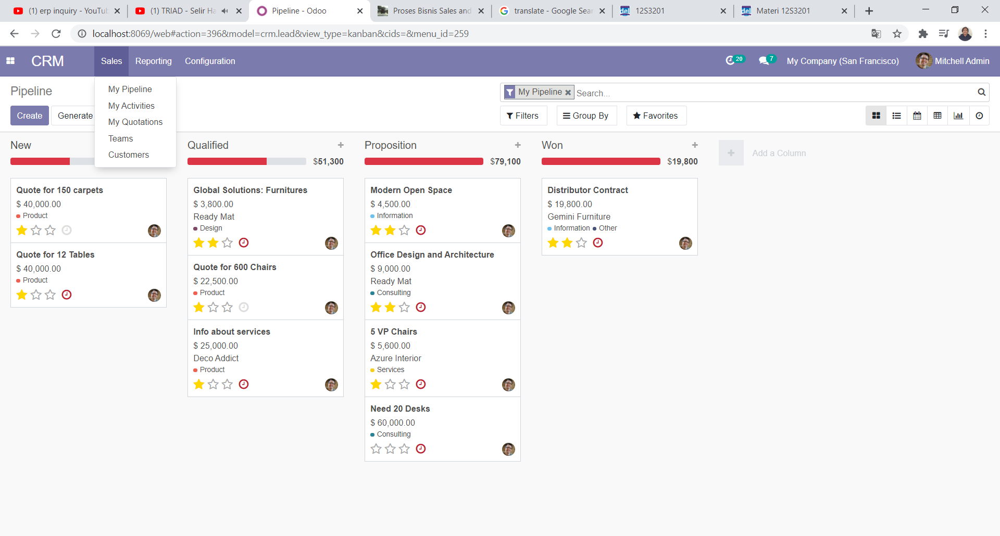 (1) erp inquiry - YouTub
(1) TRIAD - Selir Ha
Pipeline - Odoo
Proses Bisnis Sales and
translate - Google Sear
12S3201
Materi 12S3201
localhost:8069/web#action=396&model=crm.lead&view_type=kanban&cids=&menu_id=259
CRM
Sales
Reporting
Configuration
20
7
My Company (San Francisco)
Mitchell Admin
Pipeline
My Pipeline
My Activities
My Quotations
Teams
Customers
My Pipeline
Search...
Create
Generate
Filters
Group By
Favorites
New
Qualified
$51,300
Proposition
$79,100
Won
$19,800
Add a Column
Quote for 150 carpets
$ 40,000.00
Product
Quote for 12 Tables
$ 40,000.00
Product
Global Solutions: Furnitures
$ 3,800.00
Ready Mat
Design
Quote for 600 Chairs
$ 22,500.00
Product
Info about services
$ 25,000.00
Deco Addict
Product
Modern Open Space
$ 4,500.00
Information
Office Design and Architecture
$ 9,000.00
Ready Mat
Consulting
5 VP Chairs
$ 5,600.00
Azure Interior
Services
Need 20 Desks
$ 60,000.00
Consulting
Distributor Contract
$ 19,800.00
Gemini Furniture
Information Other